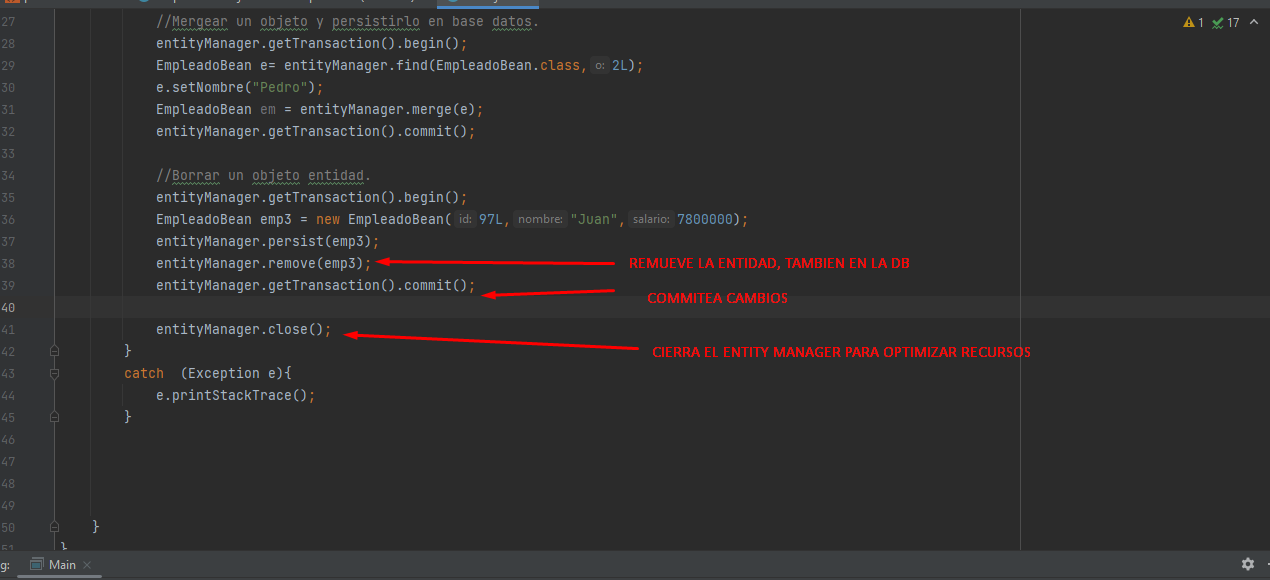 27 //Mergear un objeto y persistirlo en base datos.
1 17
28 entityManager.getTransaction().begin();
29 EmpleadoBean e= entityManager.find(EmpleadoBean.class, o: 2L);
30 e.setNombre("Pedro");
31 EmpleadoBean em = entityManager.merge(e);
32 entityManager.getTransaction().commit();
33
34 //Borrar un objeto entidad.
35 entityManager.getTransaction().begin();
36 EmpleadoBean emp3 = new EmpleadoBean( id: 97L, nombre: "Juan", salario: 7800000);
37 entityManager.persist(emp3);
38 entityManager.remove(emp3); REMUEVE LA ENTIDAD, TAMBIEN EN LA DB
39 entityManager.getTransaction().commit();
COMMITEA CAMBIOS
40
41 entityManager.close();
CIERRA EL ENTITY MANAGER PARA OPTIMIZAR RECURSOS
42 }
43 catch (Exception e){
44 e.printStackTrace();
45 }
46
47
48
49
50 }
51 }
g: Main